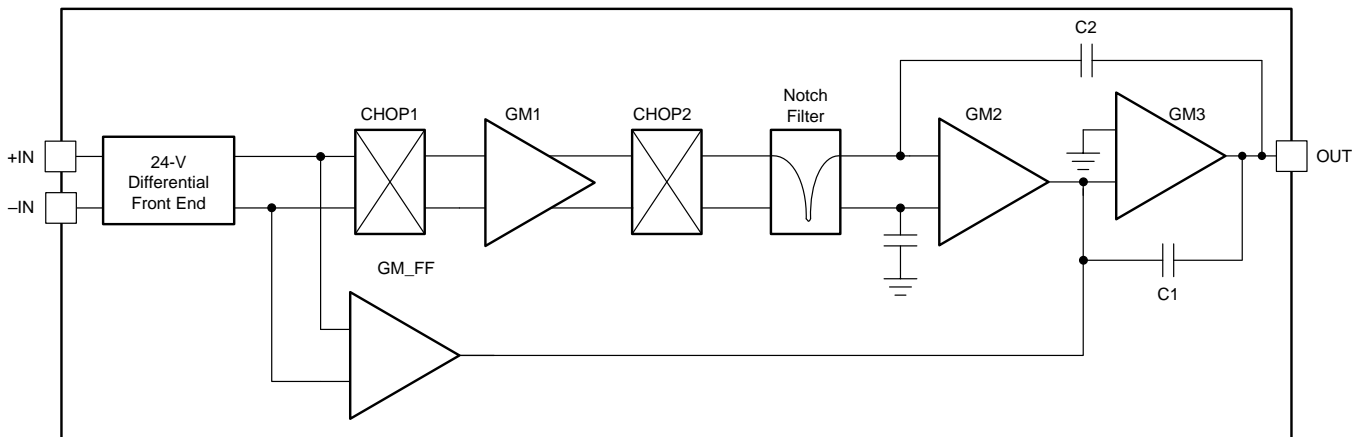 C2
Notch
Filter
CHOP1
GM1
CHOP2
GM2
GM3
+IN
–IN
24-V
Differential
Front End
OUT
GM_FF
C1